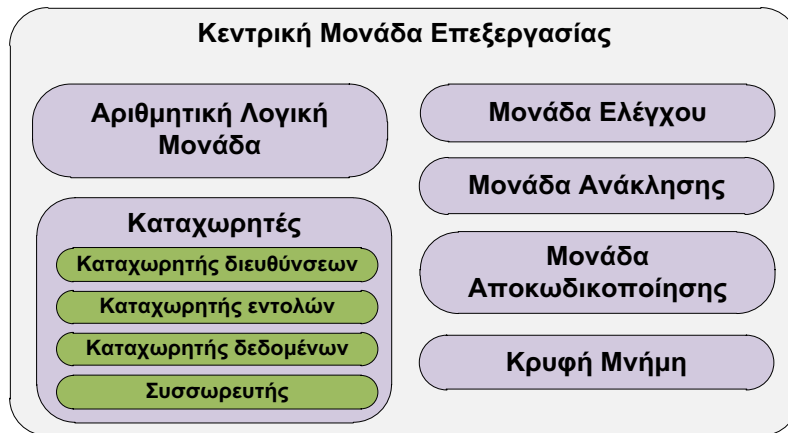 Κεντρική Μονάδα Επεξεργασίας
Αριθμητική Λογική
Μονάδα
Καταχωρητές
Καταχωρητής διευθύνσεων
Καταχωρητής εντολών
Καταχωρητής δεδομένων
Συσσωρευτής
Μονάδα Ελέγχου
Μονάδα Ανάκλησης
Μονάδα
Αποκωδικοποίησης
Κρυφή Μνήμη